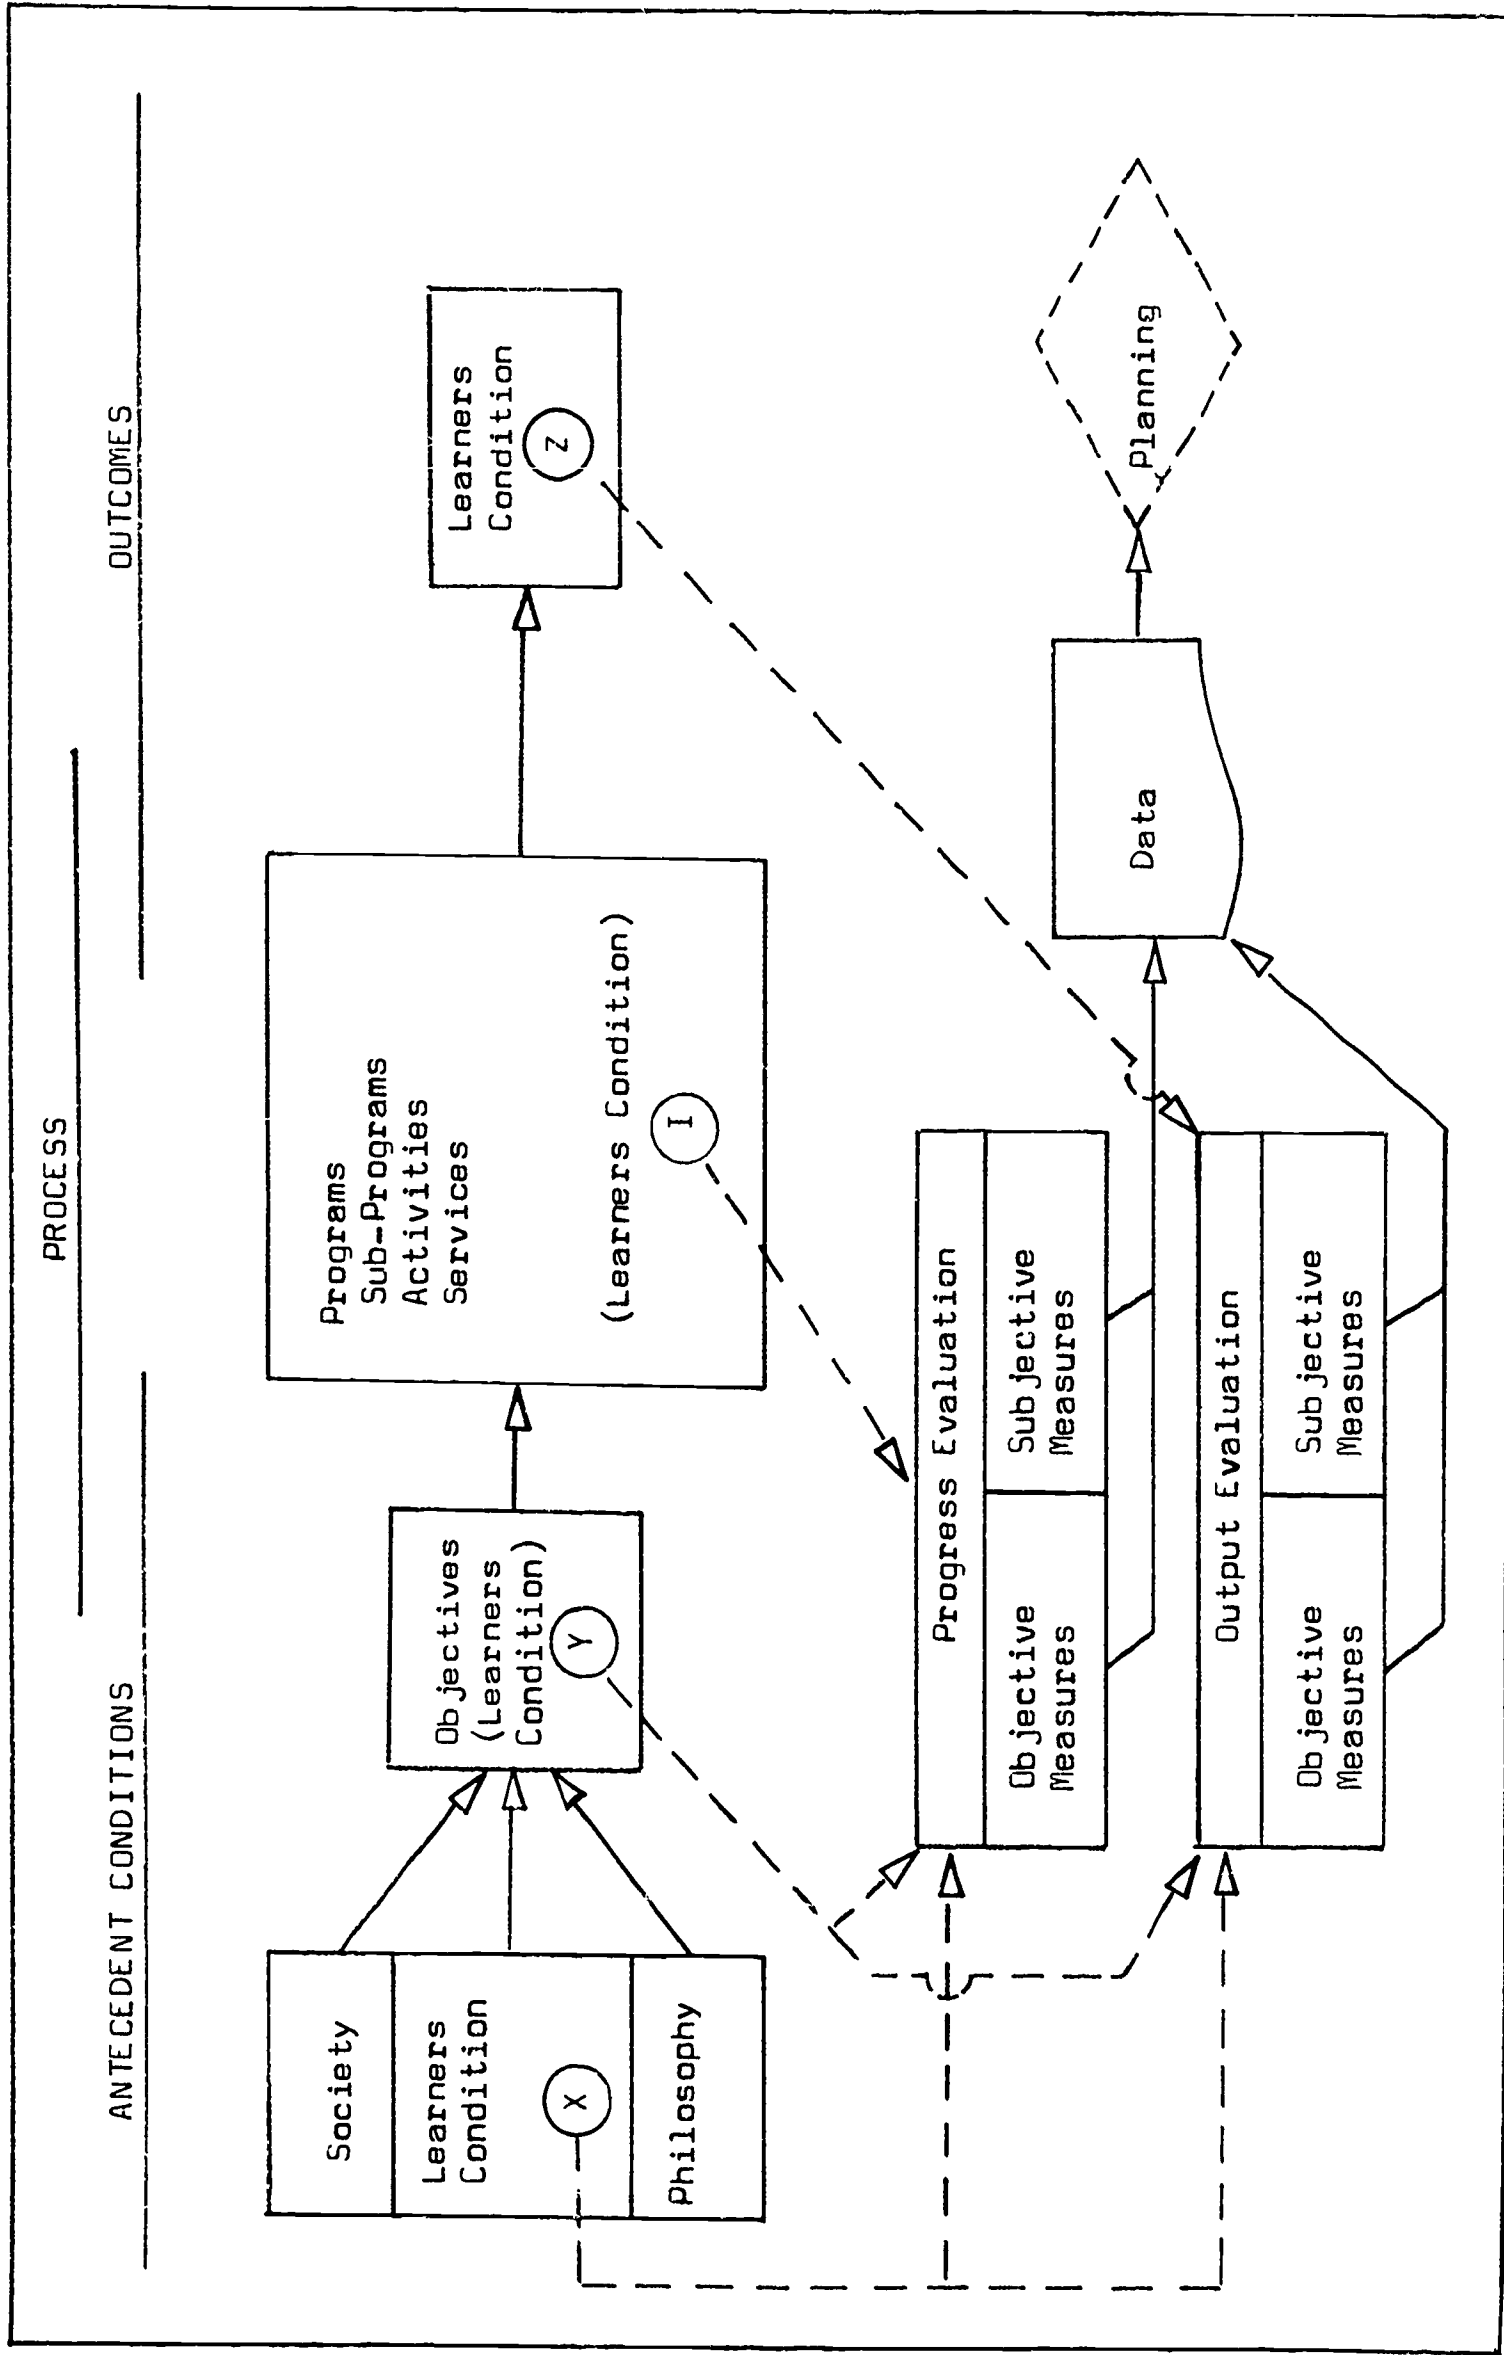 PROCESS
ANTECEDENT CONDITIONS
OUTCOMES
Society
Learners
Condition
X
Philosophy
Objectives
(Learners
Condition)
Y
Programs
Sub-Programs
Activities
Services
(Learners Condition)
I
Learners
Condition
Z
Progress Evaluation
Objective
Measures
Subjective
Measures
Output Evaluation
Objective
Measures
Subjective
Measures
Data
Planning